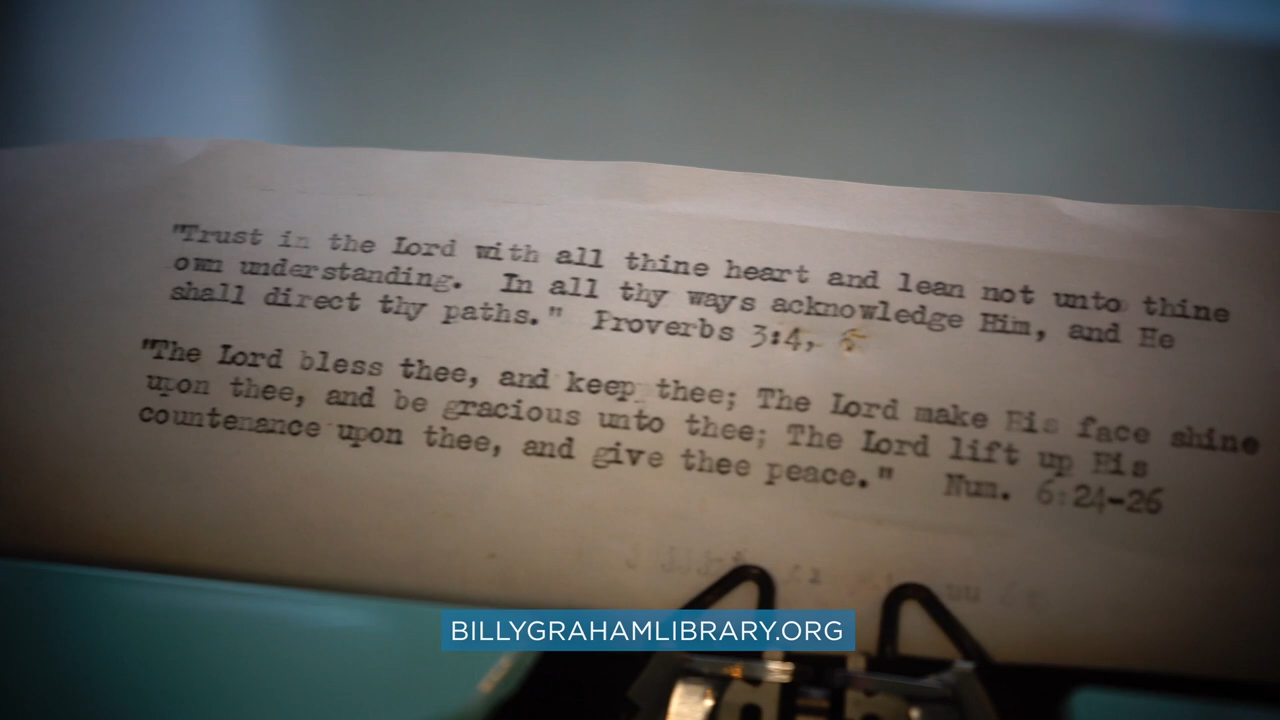 "Trust in the Lord with all thine heart and lean not unto thine
own understanding.  In all thy ways acknowledge Him, and He
shall direct thy paths."  Proverbs 3:4, 6
"The Lord bless thee, and keep thee; The Lord make His face shine
upon thee, and be gracious unto thee; The Lord lift up His
countenance upon thee, and give thee peace."  Num. 6:24-26
BILLYGRAHAMLIBRARY.ORG